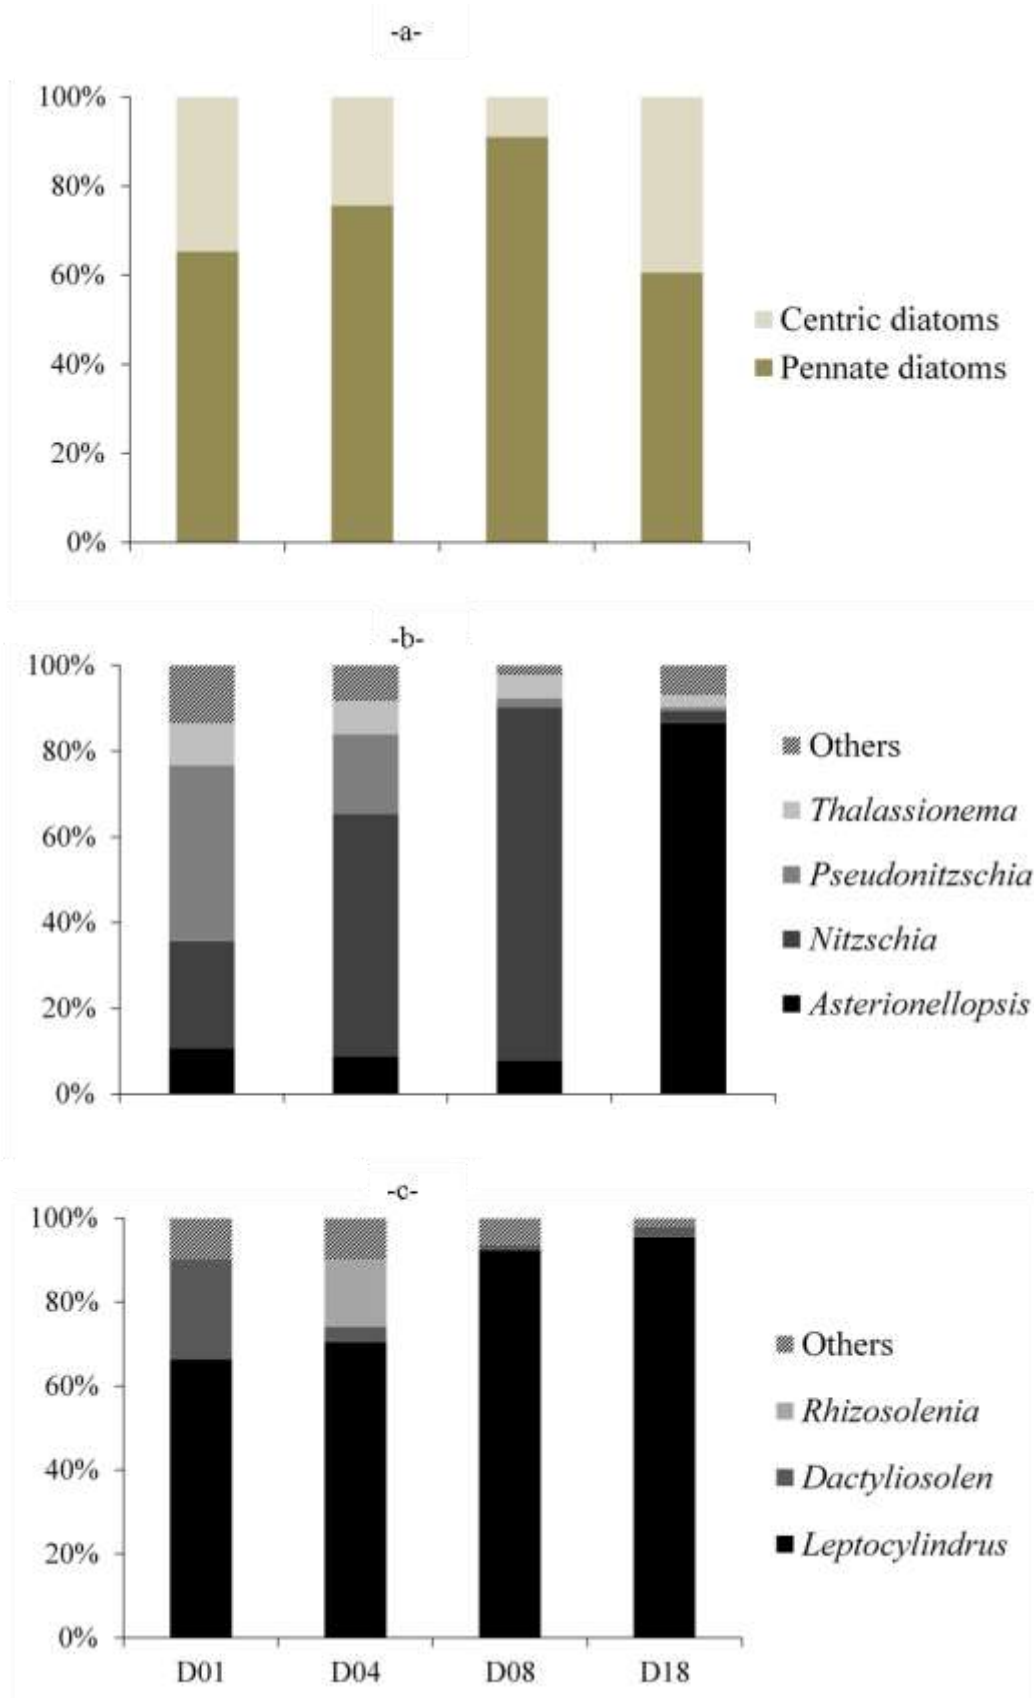 -a-
100%
80%
60%
40%
20%
0%
Centric diatoms
Pennate diatoms
-b-
100%
80%
60%
40%
20%
0%
Others
Thalassionema
Pseudonitzschia
Nitzschia
Asterionellopsis
-c-
100%
80%
60%
40%
20%
0%
Others
Rhizosolenia
Dactyliosolen
Leptocylindrus
D01 D04 D08 D18